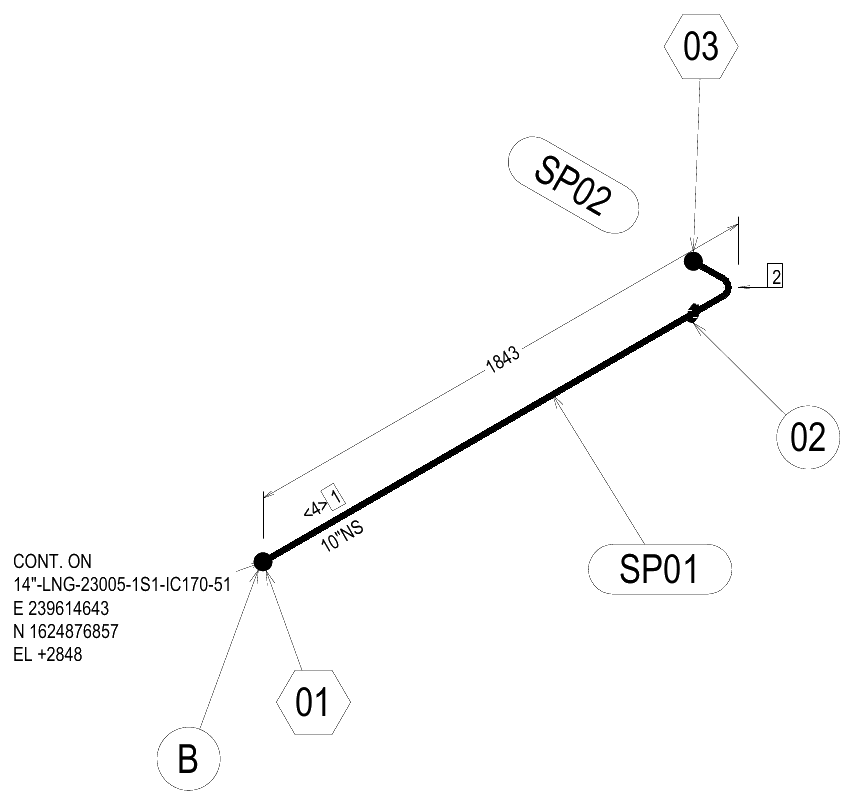 03
SP02
2
1843
02
<4> 1
10"NS
SP01
CONT. ON
14"-LNG-23005-1S1-IC170-51
E 239614643
N 1624876857
EL +2848
01
B